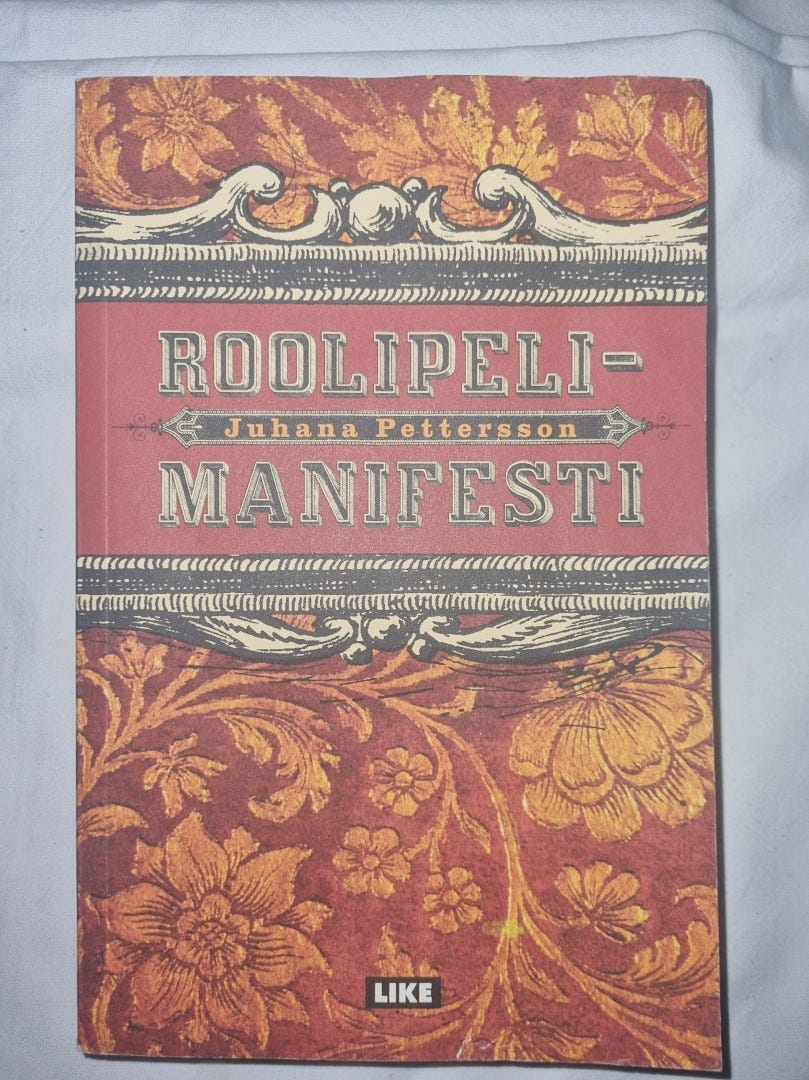 ROOLIPELI-
Juhana Pettersson
MANIFESTI
LIKE